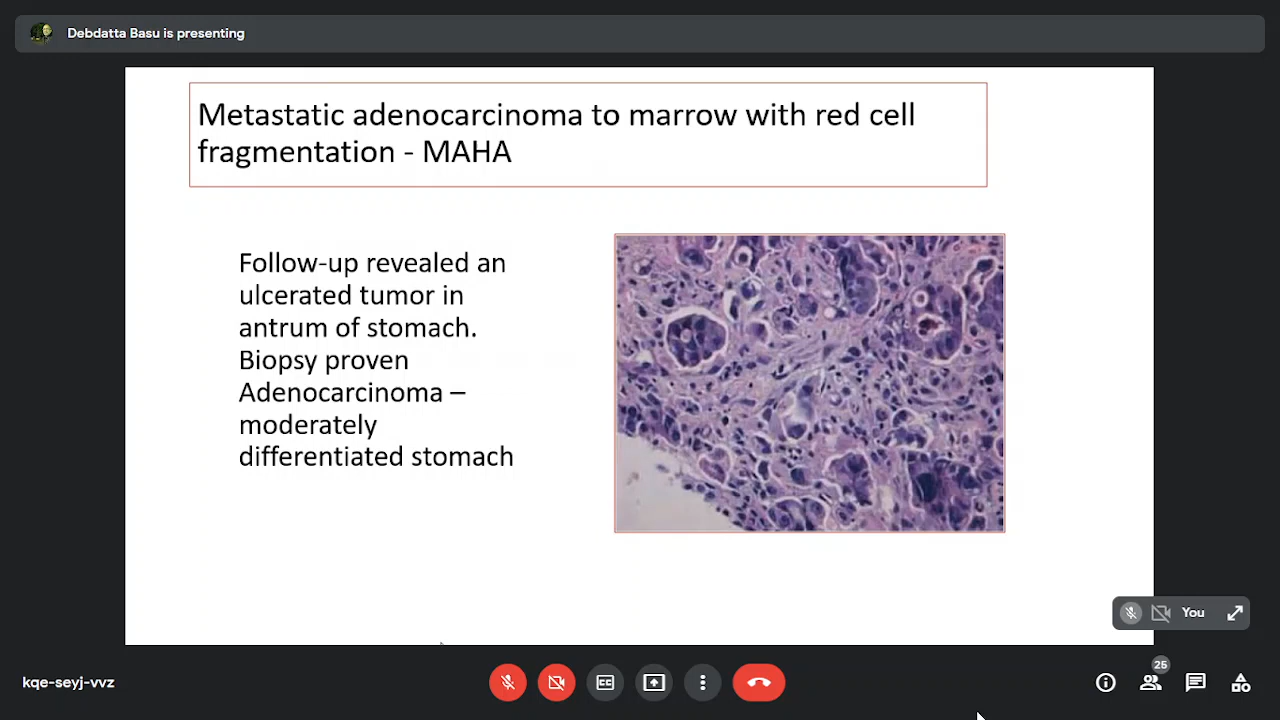 Debdatta Basu is presenting
Metastatic adenocarcinoma to marrow with red cell
fragmentation - MAHA
Follow-up revealed an
ulcerated tumor in
antrum of stomach.
Biopsy proven
Adenocarcinoma –
moderately
differentiated stomach
You
25
kqe-seyj-vvz
CC